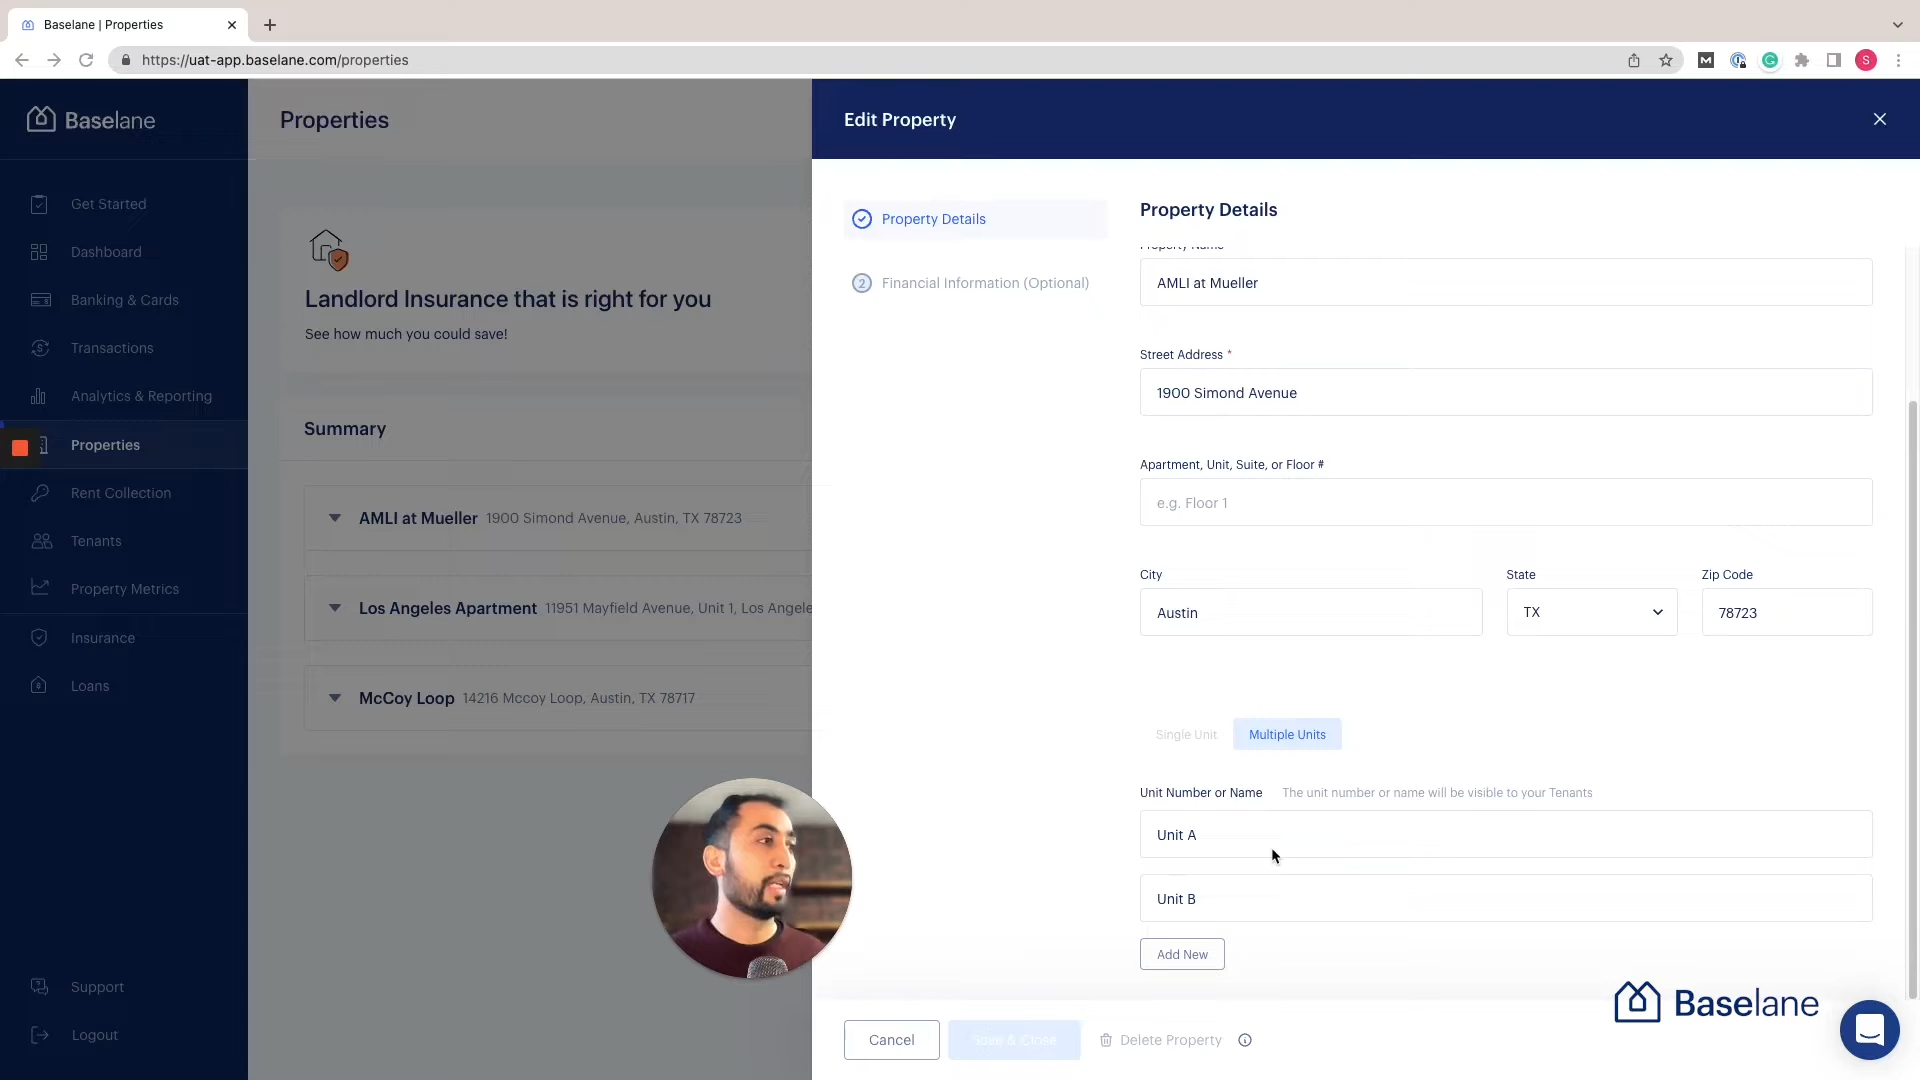 Baselane | Properties
https://uat-app.baselane.com/properties
M
G
S
Baselane
Properties
Edit Property
Get Started
Dashboard
Banking & Cards
Transactions
Analytics & Reporting
Properties
Rent Collection
Tenants
Property Metrics
Insurance
Loans
Support
Logout
Landlord Insurance that is right for you
See how much you could save!
Summary
AMLI at Mueller 1900 Simond Avenue, Austin, TX 78723
Los Angeles Apartment 11951 Mayfield Avenue, Unit 1, Los Angele
McCoy Loop 14216 Mccoy Loop, Austin, TX 78717
Property Details
2 Financial Information (Optional)
Property Details
Property Name
AMLI at Mueller
Street Address *
1900 Simond Avenue
Apartment, Unit, Suite, or Floor #
e.g. Floor 1
City State Zip Code
Austin TX 78723
Single Unit Multiple Units
Unit Number or Name The unit number or name will be visible to your Tenants
Unit A
Unit B
Add New
Baselane
Cancel Save & Close Delete Property